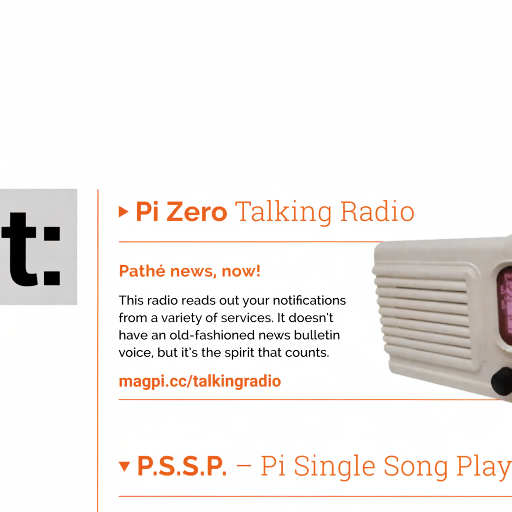 t:
Pi Zero Talking Radio
Pathé news, now!
This radio reads out your notifications
from a variety of services. It doesn't
have an old-fashioned news bulletin
voice, but it's the spirit that counts.
magpi.cc/talkingradio
P.S.S.P. – Pi Single Song Play